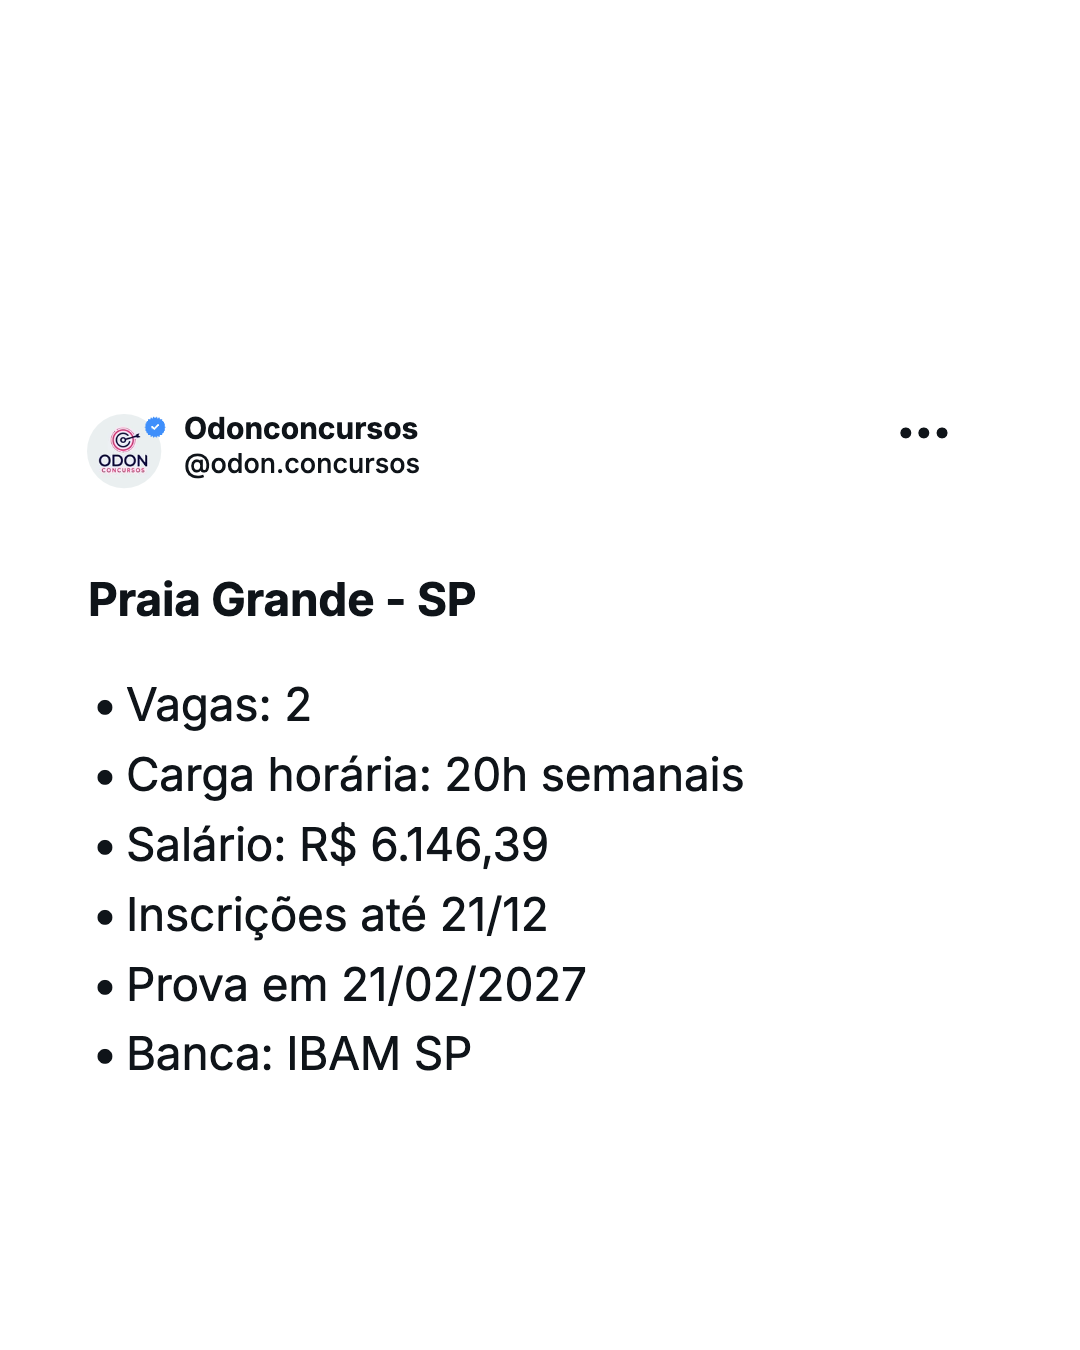 ODON
CONCURSOS
Odonconcursos
@odon.concursos
Praia Grande - SP
• Vagas: 2
• Carga horária: 20h semanais
• Salário: R$ 6.146,39
• Inscrições até 21/12
• Prova em 21/02/2027
• Banca: IBAM SP